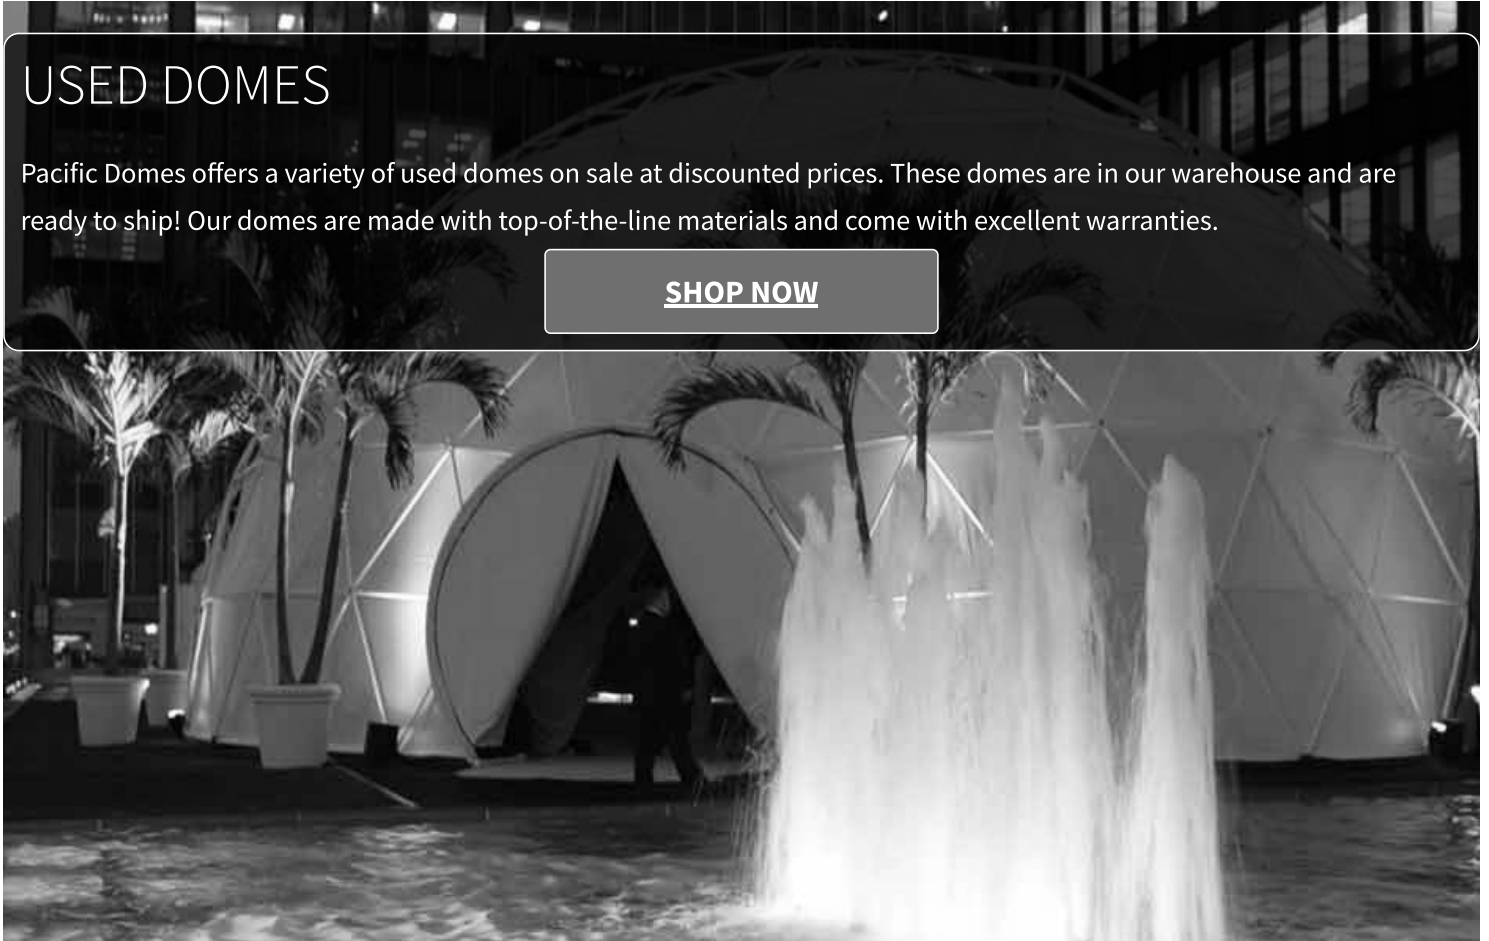 USED DOMES
Pacific Domes offers a variety of used domes on sale at discounted prices. These domes are in our warehouse and are
ready to ship! Our domes are made with top-of-the-line materials and come with excellent warranties.
SHOP NOW